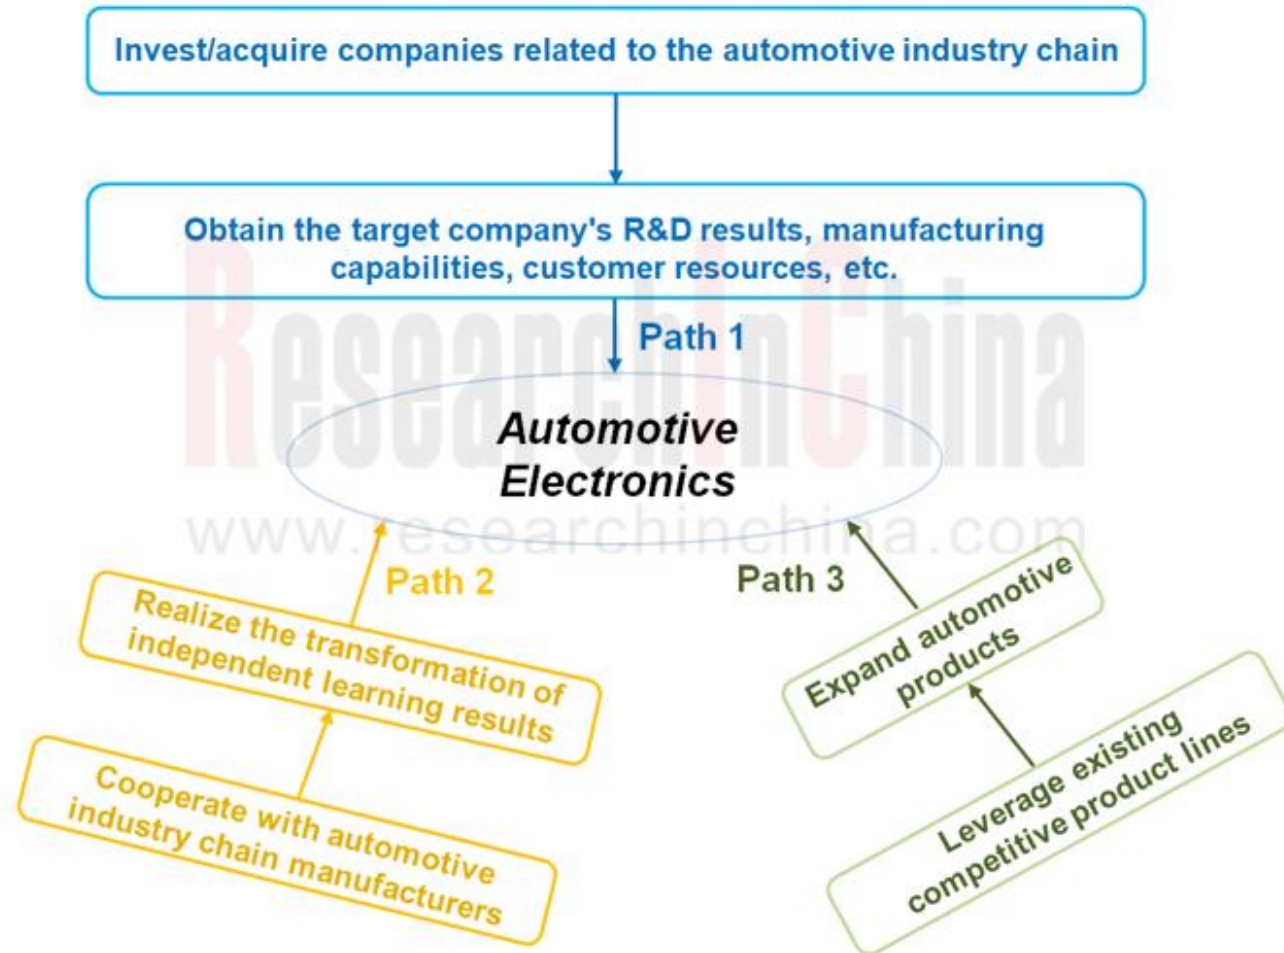 Invest/acquire companies related to the automotive industry chain
Obtain the target company's R&D results, manufacturing
capabilities, customer resources, etc.
Path 1
ResearchInChina
Automotive
Electronics
www.researchinchina.com
Path 2
Path 3
Realize the transformation of
independent learning results
Expand automotive
products
Cooperate with automotive
industry chain manufacturers
Leverage existing
competitive product lines